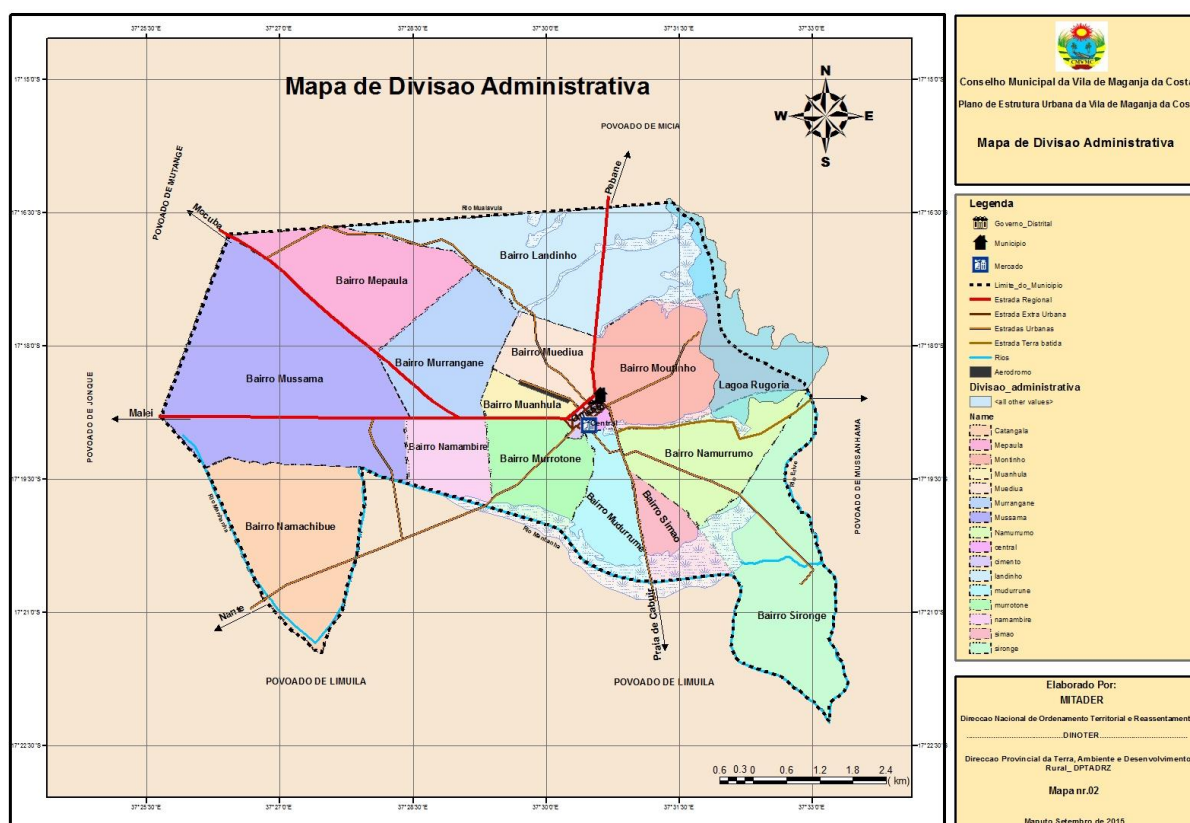 Mapa de Divisao Administrativa
N
W E
S
POVOADO DE MICIA
POVOADO DE MUTANGE
Mocuba
Pebane
Rio Mualavula
Bairro Landinho
Bairro Mepaula
Bairro Muediua
Bairro Murrangane
Bairro Moutinho
Bairro Mussama
Lagoa Rugoria
Bairro Muanhula
POVOADO DE JONQUE
Malei
Central
Bairro Namambire
Bairro Murrotone
Bairro Namurrumo
POVOADO DE MUSSANHAMA
Bairro Simao
Bairro Mudurrume
Bairro Namachibue
Nante
Praia de Cabuir
Bairro Sironge
POVOADO DE LIMUILA
POVOADO DE LIMUILA
0.6 0.3 0 0.6 1.2 1.8 2.4
( km)
37°27'0"E
37°28'30"E
37°30'0"E
37°31'30"E
37°33'0"E
17°15'0"S
17°16'30"S
17°18'0"S
17°19'30"S
17°21'0"S
17°22'30"S
Conselho Municipal da Vila de Maganja da Costa
Plano de Estrutura Urbana da Vila de Maganja da Cos
Mapa de Divisao Administrativa
Legenda
Governo_Distrital
Municipio
Mercado
Limite_do_Municipio
Estrada Regional
Estrada Extra Urbana
Estradas Urbanas
Estrada Terra batida
Rios
Aerodromo
Divisao_administrativa
<all other values>
Name
Catangala
Mepaula
Montinho
Muanhula
Muediua
Murrangane
Mussama
Namurrumo
central
cimento
landinho
mudurrune
murrotone
namambire
simao
sironge
Elaborado Por:
MITADER
Direccao Nacional de Ordenamento Territorial e Reassentament
DINOTER
Direccao Provincial da Terra, Ambiente e Desenvolvimento
Rural_ DPTADRZ
Mapa nr.02
Maputo Setembro de 2015